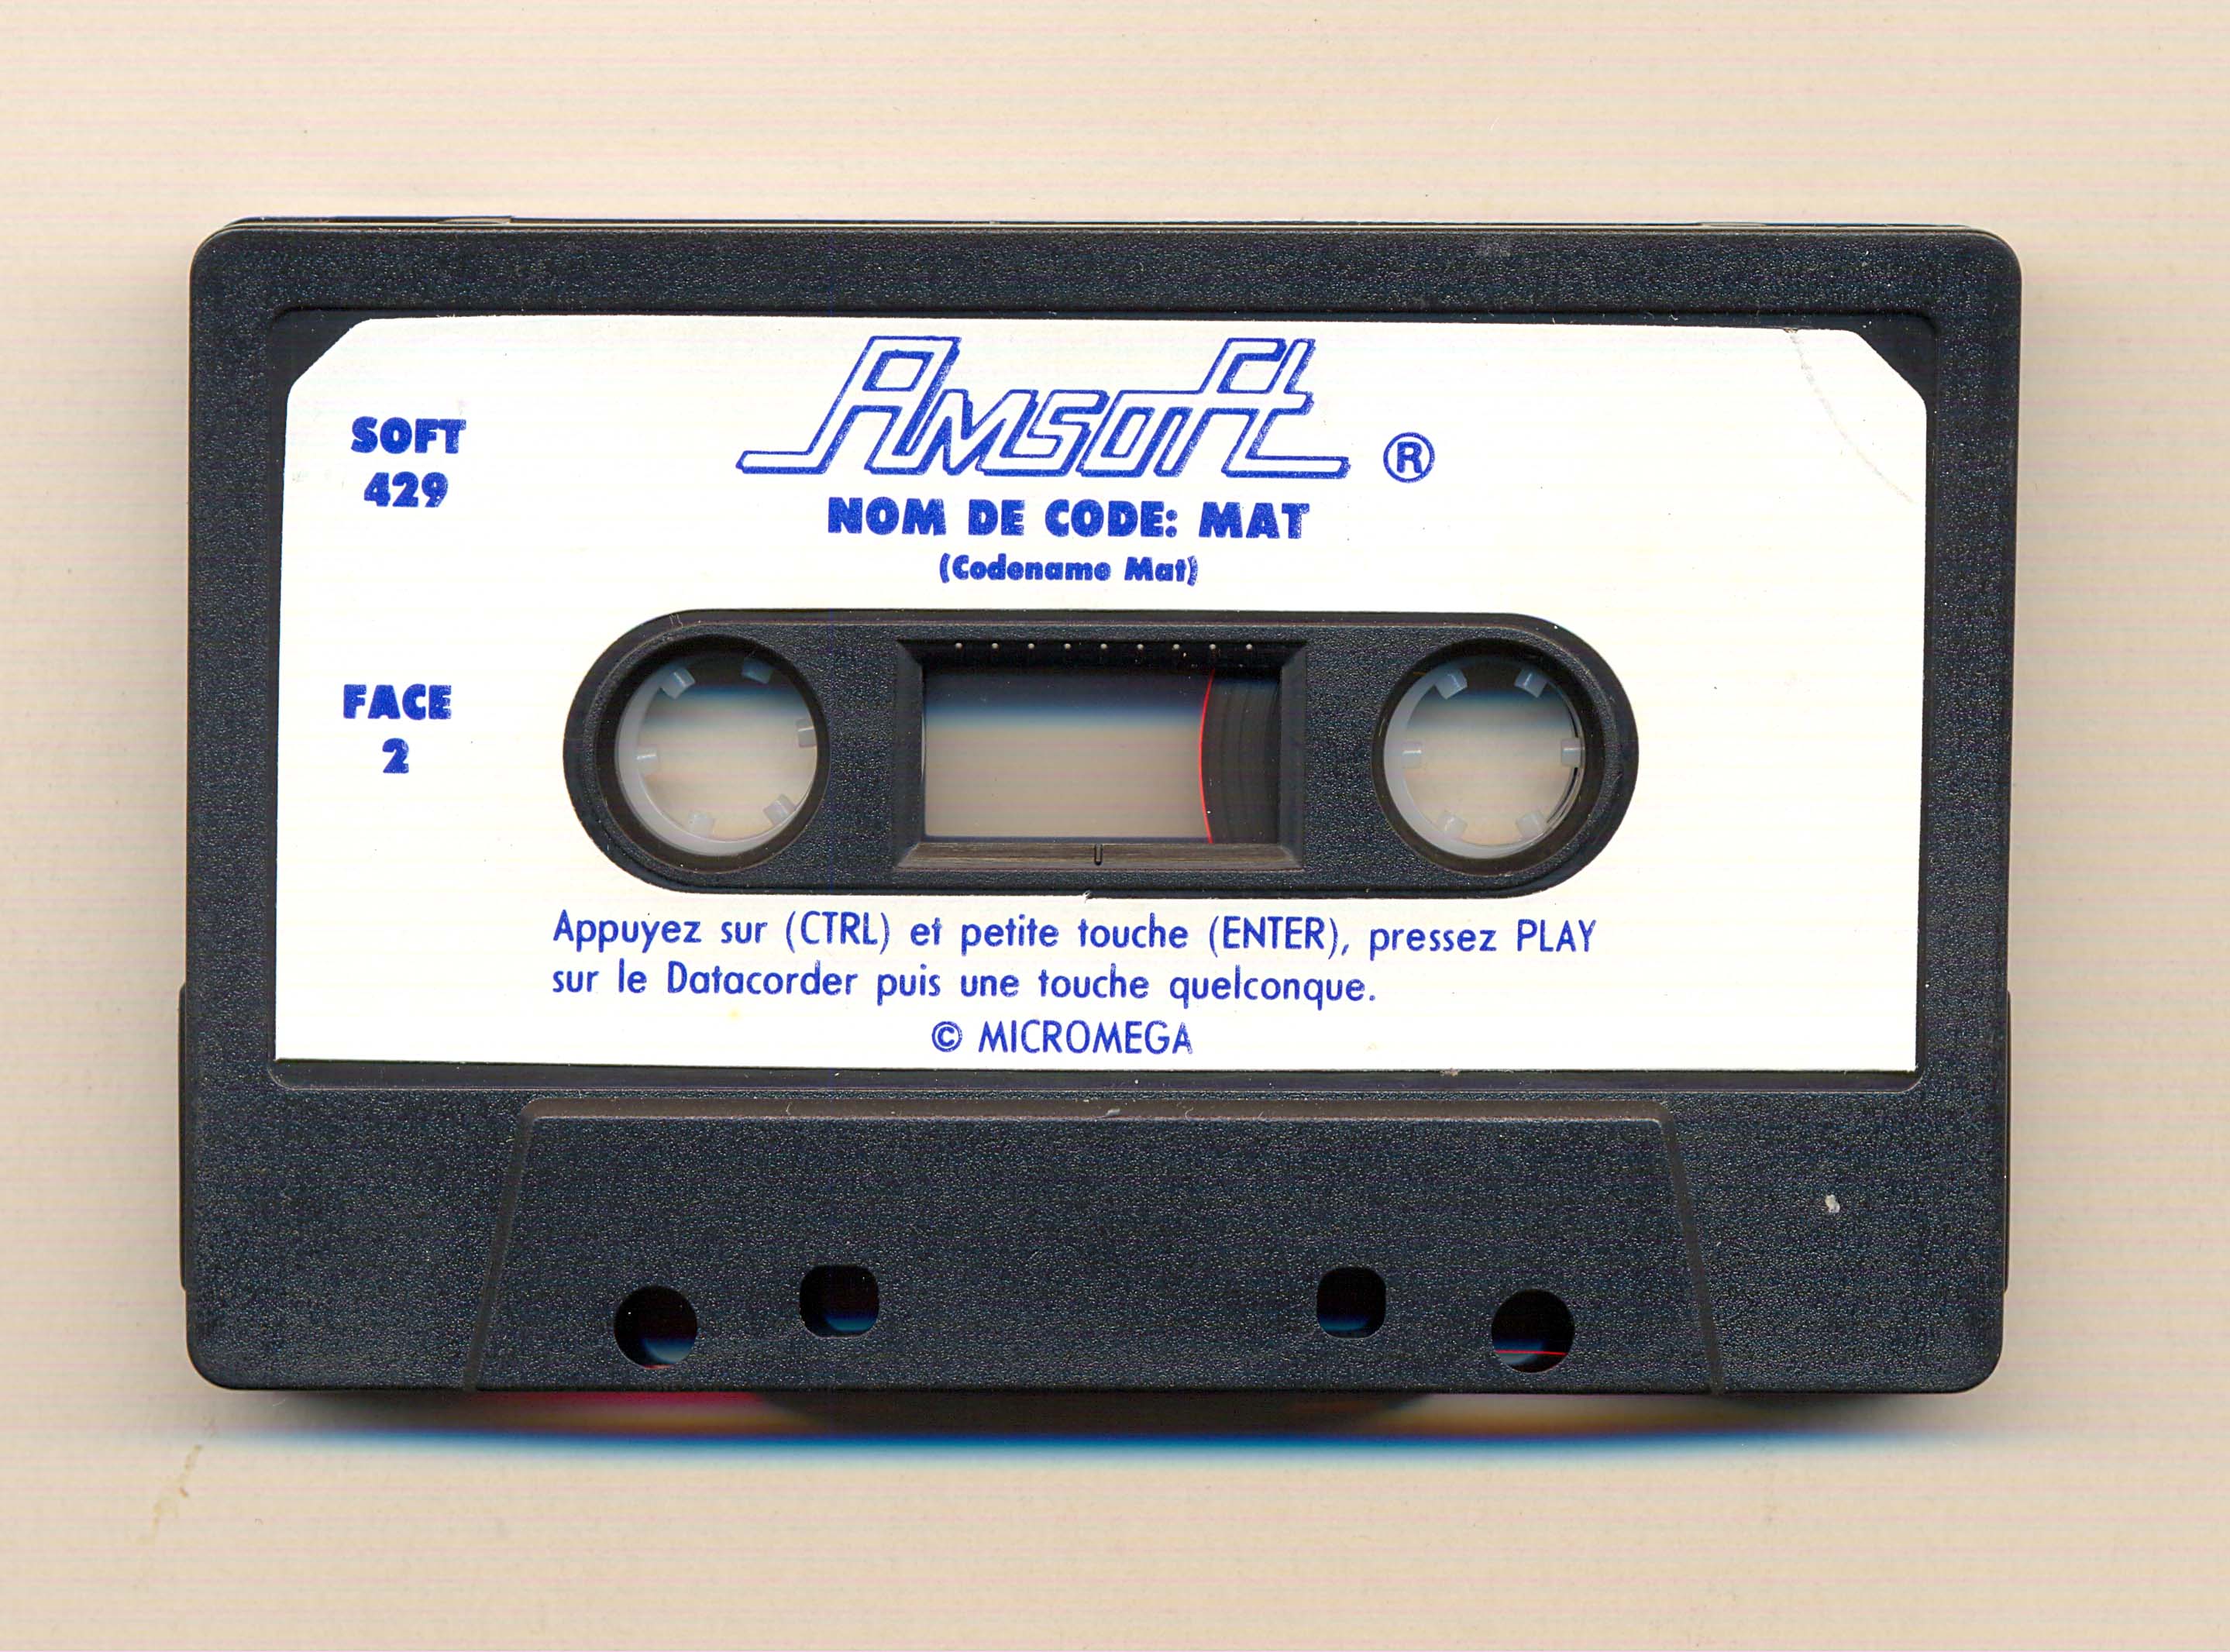 SOFT
429
Amsoft ®
NOM DE CODE: MAT
(Codename Mat)
FACE
2
Appuyez sur (CTRL) et petite touche (ENTER), pressez PLAY
sur le Datacorder puis une touche quelconque.
© MICROMEGA